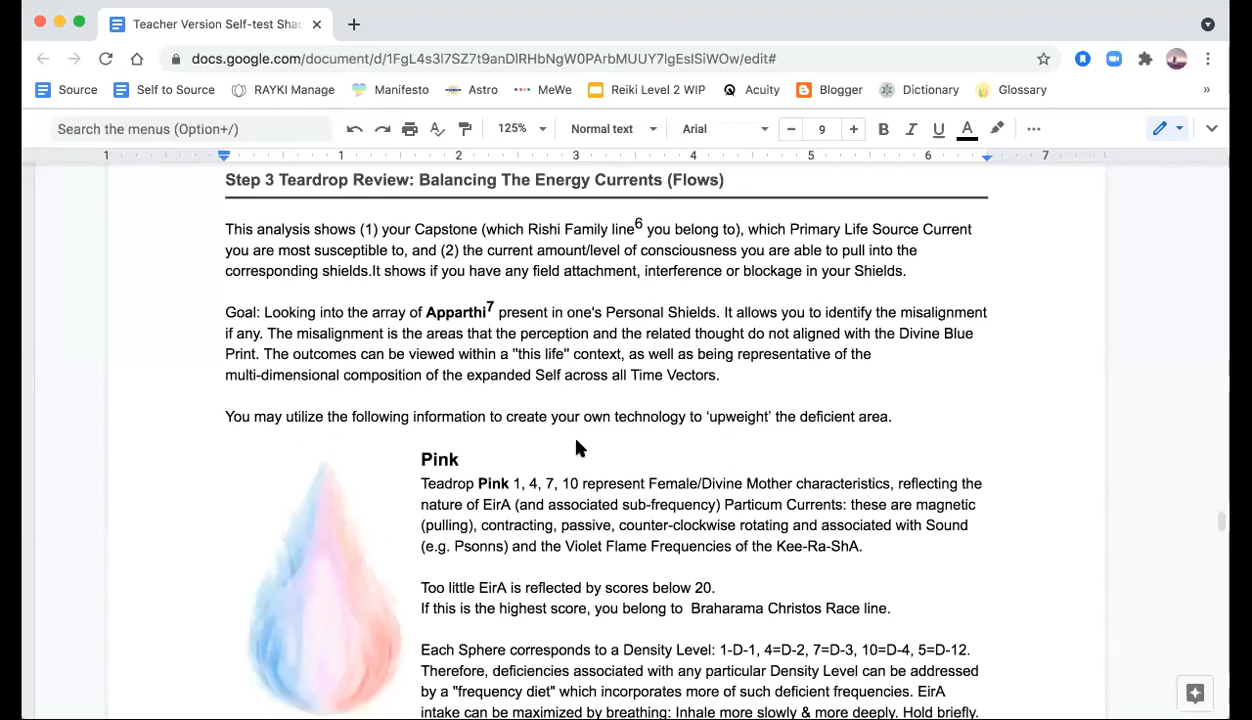 Teacher Version Self-test Shad
docs.google.com/document/d/1FgL4s3l7SZ7t9anDlRHbNgW0PArbMUUY7lgEslSiWOw/edit#
Source Self to Source RAYKI Manage Manifesto Astro MeWe Reiki Level 2 WIP Acuity Blogger Dictionary Glossary »
Search the menus (Option+/) 125% Normal text Arial 9 B I U A
1 1 2 3 4 5 6 7
Step 3 Teardrop Review: Balancing The Energy Currents (Flows)
This analysis shows (1) your Capstone (which Rishi Family line6 you belong to), which Primary Life Source Current
you are most susceptible to, and (2) the current amount/level of consciousness you are able to pull into the
corresponding shields.It shows if you have any field attachment, interference or blockage in your Shields.
Goal: Looking into the array of Apparthi7 present in one's Personal Shields. It allows you to identify the misalignment
if any. The misalignment is the areas that the perception and the related thought do not aligned with the Divine Blue
Print. The outcomes can be viewed within a "this life" context, as well as being representative of the
multi-dimensional composition of the expanded Self across all Time Vectors.
You may utilize the following information to create your own technology to ‘upweight’ the deficient area.
Pink
Teadrop Pink 1, 4, 7, 10 represent Female/Divine Mother characteristics, reflecting the
nature of EirA (and associated sub-frequency) Particum Currents: these are magnetic
(pulling), contracting, passive, counter-clockwise rotating and associated with Sound
(e.g. Psonns) and the Violet Flame Frequencies of the Kee-Ra-ShA.
Too little EirA is reflected by scores below 20.
If this is the highest score, you belong to Braharama Christos Race line.
Each Sphere corresponds to a Density Level: 1-D-1, 4=D-2, 7=D-3, 10=D-4, 5=D-12.
Therefore, deficiencies associated with any particular Density Level can be addressed
by a "frequency diet" which incorporates more of such deficient frequencies. EirA
intake can be maximized by breathing: Inhale more slowly & more deeply. Hold briefly.